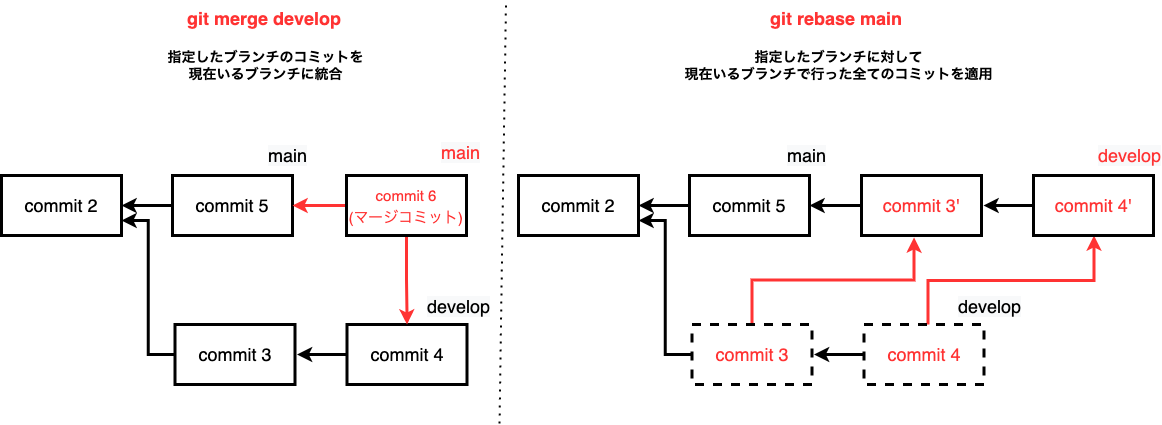 git merge develop
指定したブランチのコミットを
現在いるブランチに統合
main
main
commit 2
commit 5
commit 6
(マージコミット)
develop
commit 3
commit 4
git rebase main
指定したブランチに対して
現在いるブランチで行った全てのコミットを適用
main
develop
commit 2
commit 5
commit 3'
commit 4'
develop
commit 3
commit 4